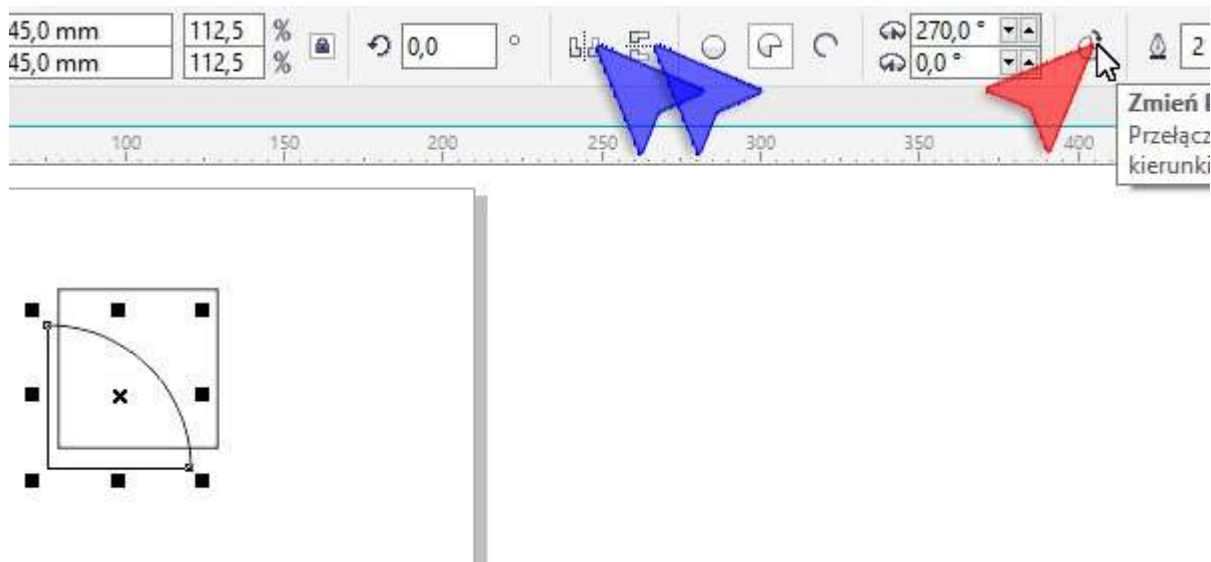 45,0 mm 112,5 % 0,0 ° 270,0 ° 2
45,0 mm 112,5 % 0,0 °
Zmień
100 150 200 250 300 350 400 Przełącz
kierunki